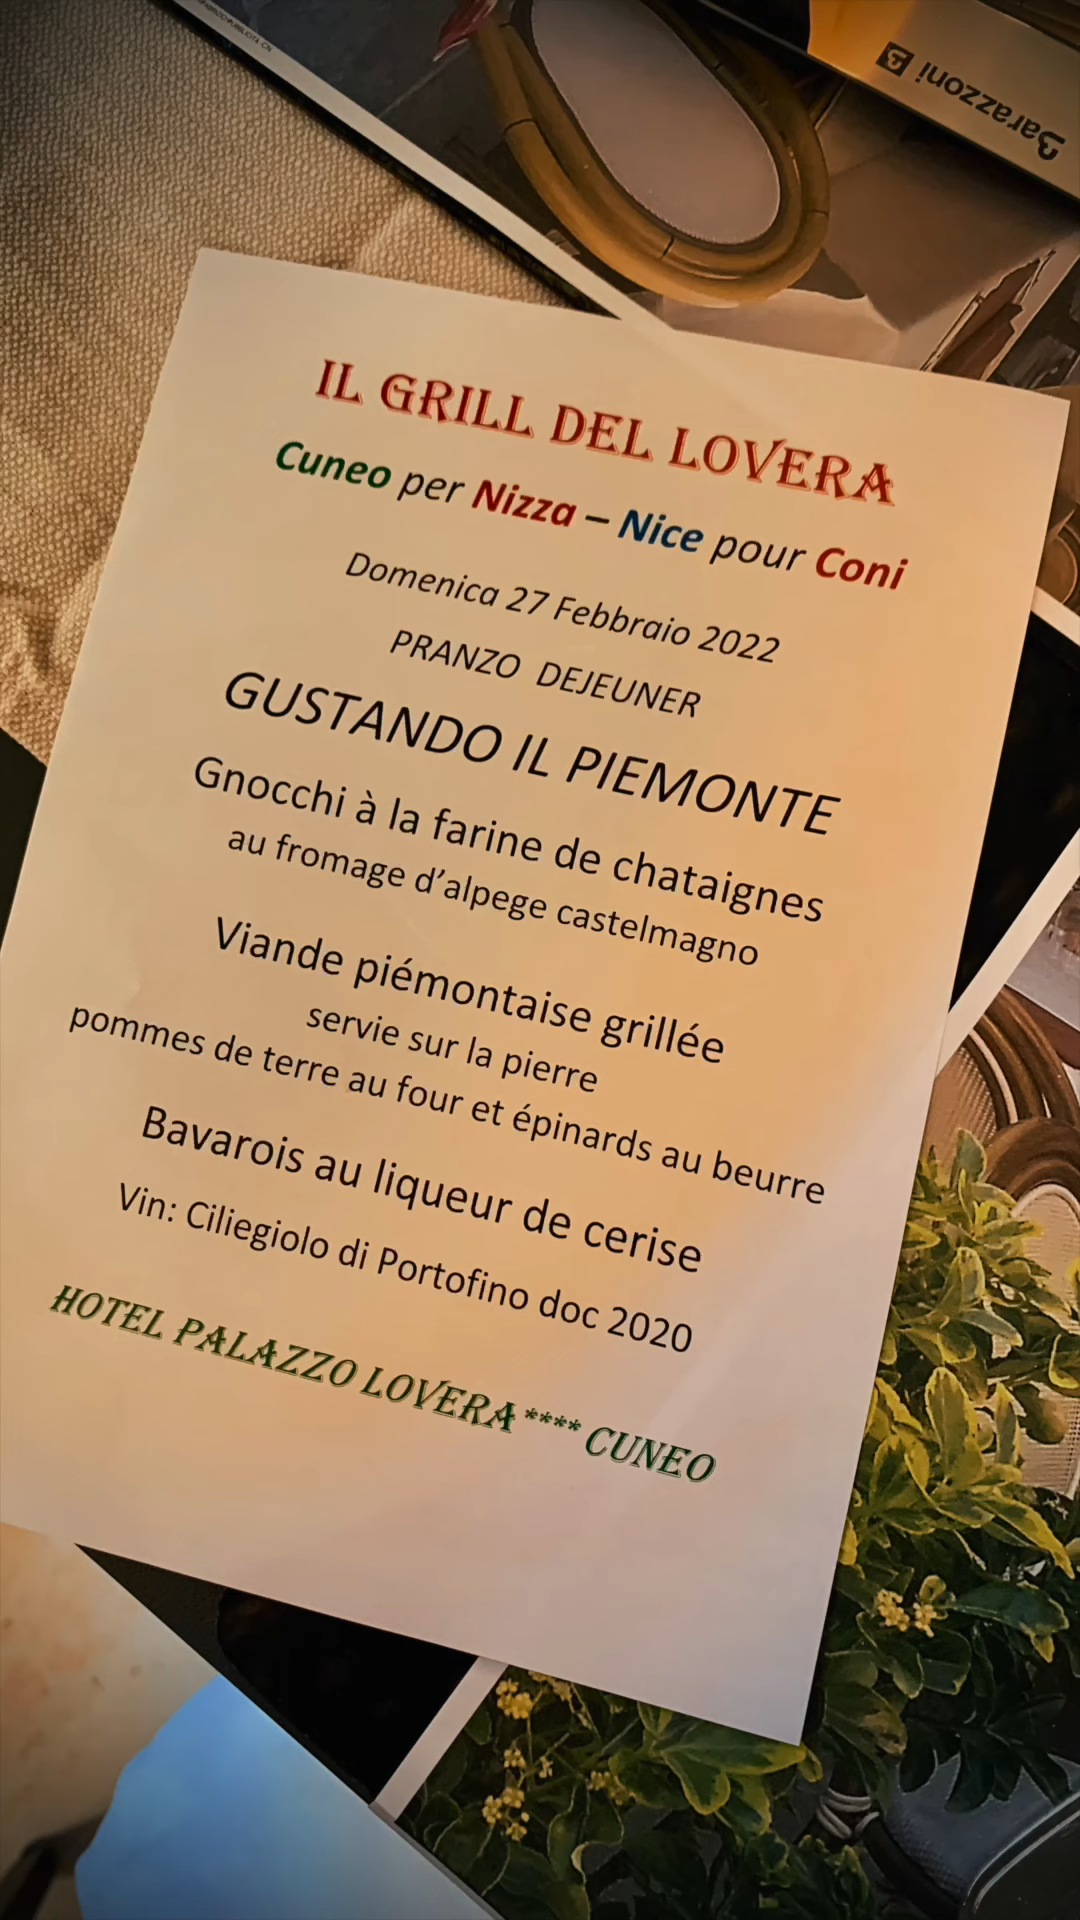 Barazzoni
IL GRILL DEL LOVERA
Cuneo per Nizza – Nice pour Coni
Domenica 27 Febbraio 2022
PRANZO DEJEUNER
GUSTANDO IL PIEMONTE
Gnocchi à la farine de chataignes
au fromage d'alpege castelmagno
Viande piémontaise grillée
servie sur la pierre
pommes de terre au four et épinards au beurre
Bavarois au liqueur de cerise
Vin: Ciliegiolo di Portofino doc 2020
HOTEL PALAZZO LOVERA **** CUNEO